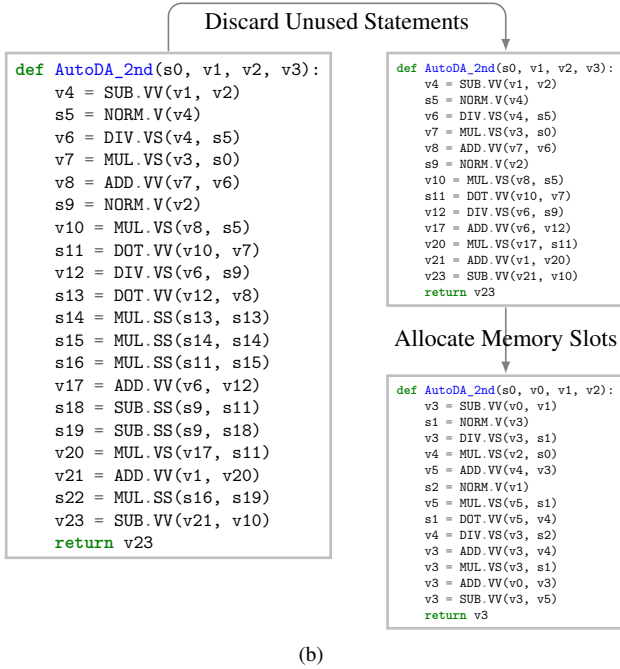 Discard Unused Statements
def AutoDA_2nd(s0, v1, v2, v3):
v4 = SUB.VV(v1, v2)
s5 = NORM.V(v4)
v6 = DIV.VS(v4, s5)
v7 = MUL.VS(v3, s0)
v8 = ADD.VV(v7, v6)
s9 = NORM.V(v2)
v10 = MUL.VS(v8, s5)
s11 = DOT.VV(v10, v7)
v12 = DIV.VS(v6, s9)
s13 = DOT.VV(v12, v8)
s14 = MUL.SS(s13, s13)
s15 = MUL.SS(s14, s14)
s16 = MUL.SS(s11, s15)
v17 = ADD.VV(v6, v12)
s18 = SUB.SS(s9, s11)
s19 = SUB.SS(s9, s18)
v20 = MUL.VS(v17, s11)
v21 = ADD.VV(v1, v20)
s22 = MUL.SS(s16, s19)
v23 = SUB.VV(v21, v10)
return v23
def AutoDA_2nd(s0, v1, v2, v3):
v4 = SUB.VV(v1, v2)
s5 = NORM.V(v4)
v6 = DIV.VS(v4, s5)
v7 = MUL.VS(v3, s0)
v8 = ADD.VV(v7, v6)
s9 = NORM.V(v2)
v10 = MUL.VS(v8, s5)
s11 = DOT.VV(v10, v7)
v12 = DIV.VS(v6, s9)
v17 = ADD.VV(v6, v12)
v20 = MUL.VS(v17, s11)
v21 = ADD.VV(v1, v20)
v23 = SUB.VV(v21, v10)
return v23
Allocate Memory Slots
def AutoDA_2nd(s0, v0, v1, v2):
v3 = SUB.VV(v0, v1)
s1 = NORM.V(v3)
v3 = DIV.VS(v3, s1)
v4 = MUL.VS(v2, s0)
v5 = ADD.VV(v4, v3)
s2 = NORM.V(v1)
v5 = MUL.VS(v5, s1)
s1 = DOT.VV(v5, v4)
v4 = DIV.VS(v3, s2)
v3 = ADD.VV(v3, v4)
v3 = MUL.VS(v3, s1)
v3 = ADD.VV(v0, v3)
v3 = SUB.VV(v3, v5)
return v3
(b)